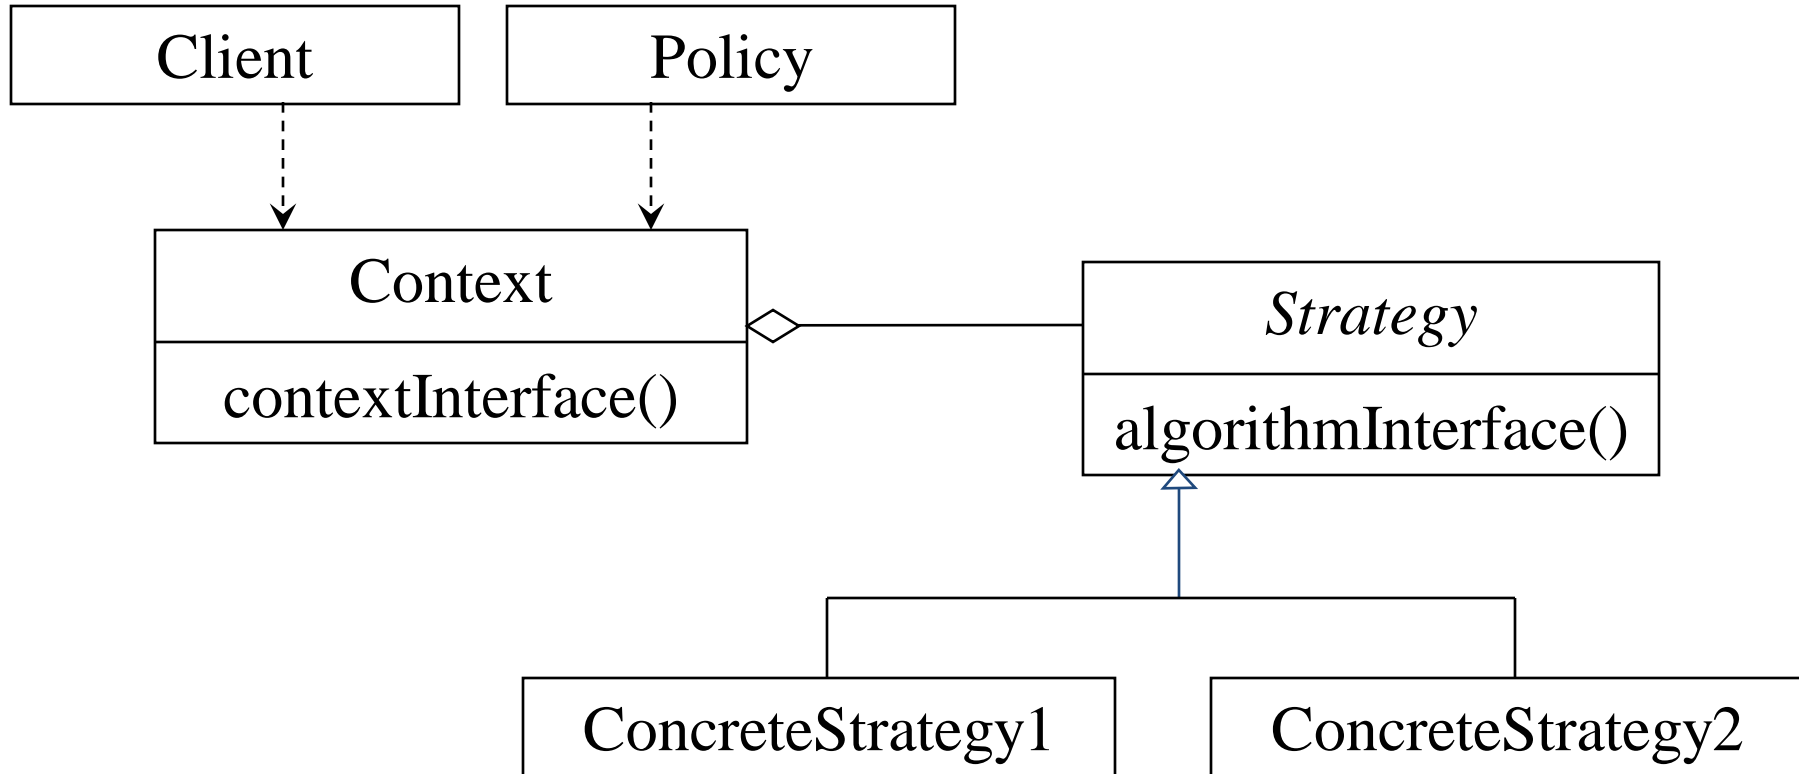 Client
Policy
Context
contextInterface()
Strategy
algorithmInterface()
ConcreteStrategy1
ConcreteStrategy2